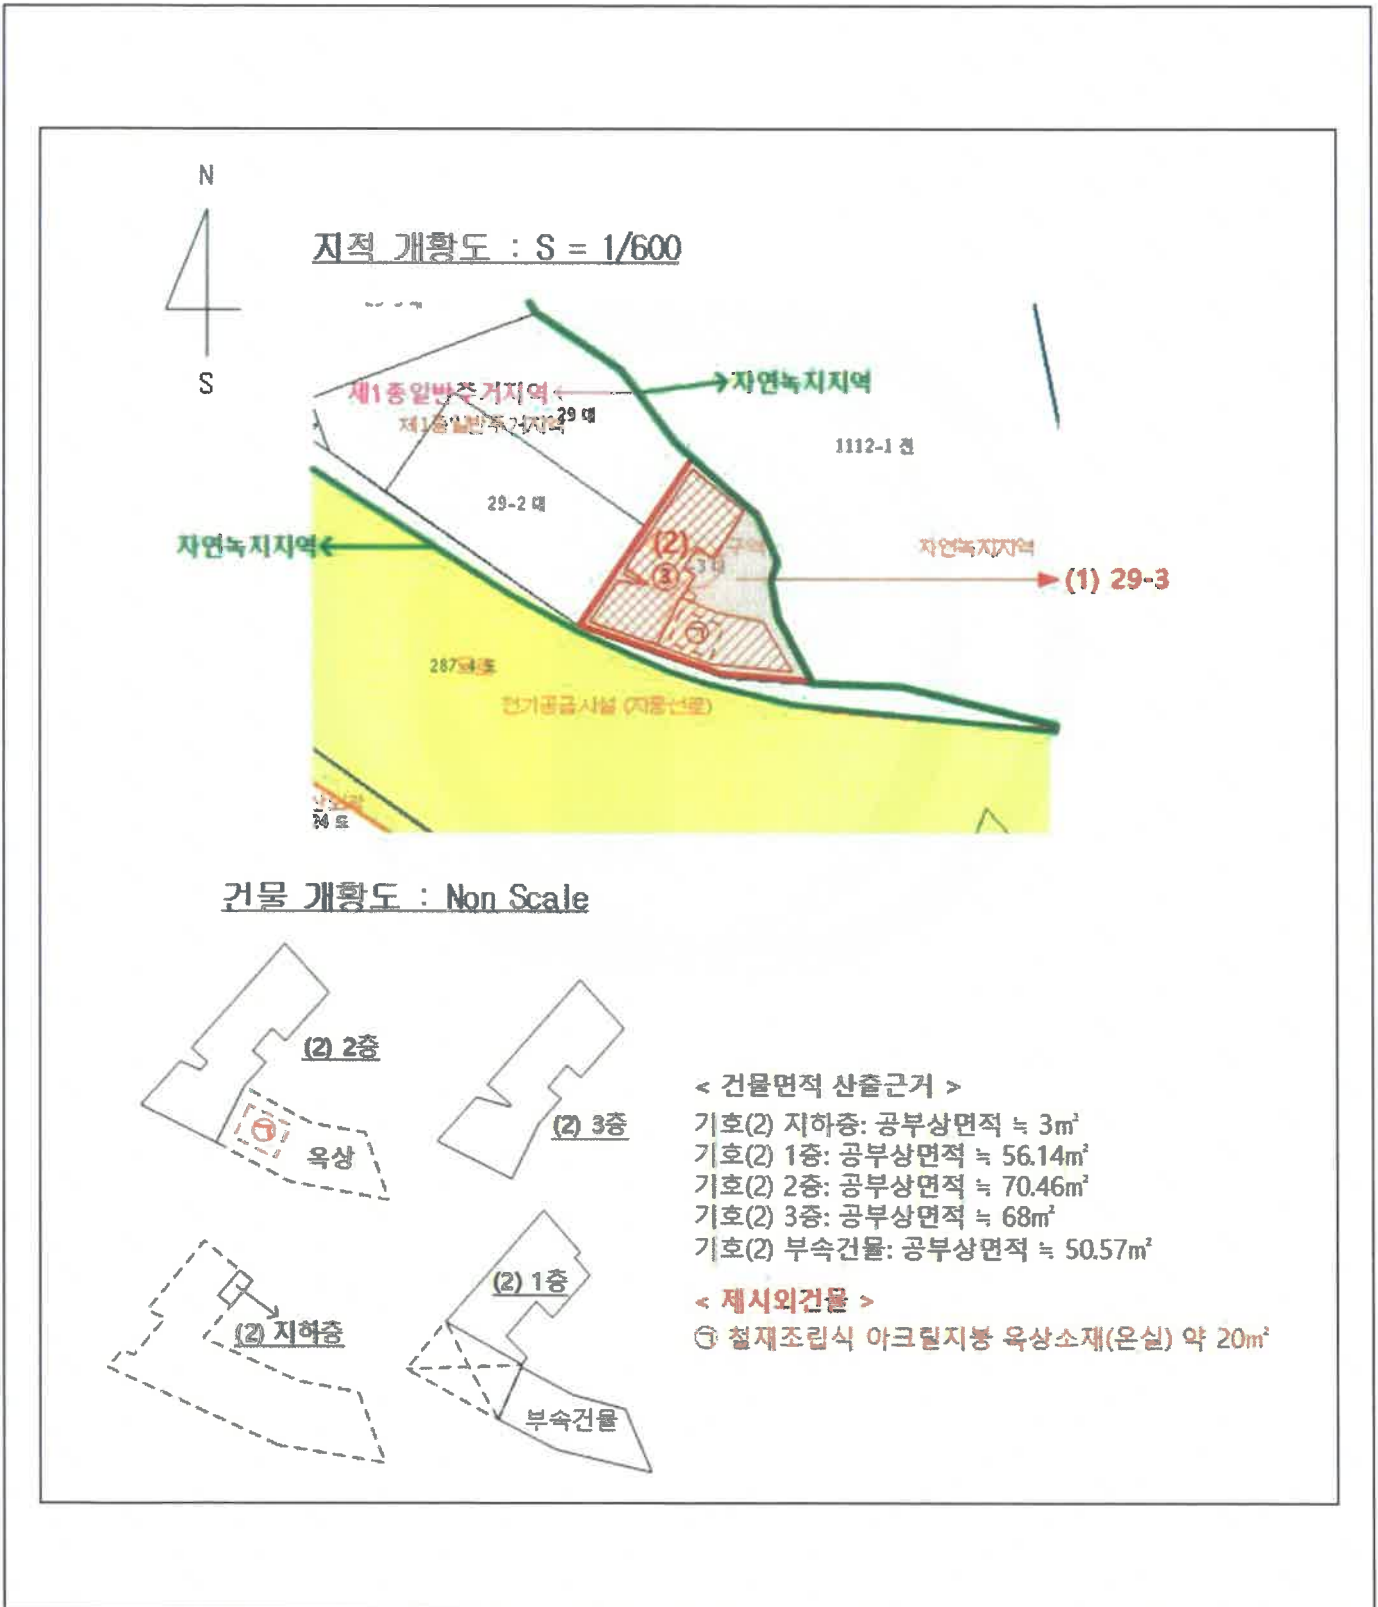 N
S
지적 개황도 : S = 1/600
제1종일반주거지역
자연녹지지역
제1종일반주거지역
29 대
1112-1 전
29-2 대
자연녹지지역
(2)
구역
자연녹지지역
③
(1) 29-3
㉠
287-4 도
전기공급시설 (지중선로)
24 도
건물 개황도 : Non Scale
(2) 2층
㉠
옥상
(2) 3층
(2) 지하층
(2) 1층
부속건물
< 건물면적 산출근거 >
기호(2) 지하층: 공부상면적 ≒ 3㎡
기호(2) 1층: 공부상면적 ≒ 56.14㎡
기호(2) 2층: 공부상면적 ≒ 70.46㎡
기호(2) 3층: 공부상면적 ≒ 68㎡
기호(2) 부속건물: 공부상면적 ≒ 50.57㎡
< 제시외건물 >
㉠ 철재조립식 아크릴지붕 옥상소재(온실) 약 20㎡